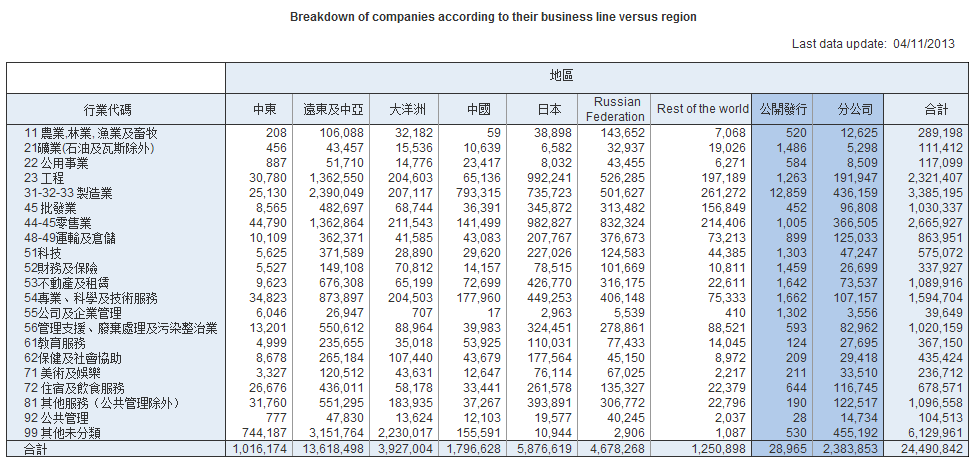 Breakdown of companies according to their business line versus region
Last data update: 04/11/2013
地區
行業代碼 中東 遠東及中亞 大洋洲 中國 日本 Russian Federation Rest of the world 公開發行 分公司 合計
11 農業,林業, 漁業及畜牧 208 106,088 32,182 59 38,898 143,652 7,068 520 12,625 289,198
21礦業(石油及瓦斯除外) 456 43,457 15,536 10,639 6,582 32,937 19,026 1,486 5,298 111,412
22 公用事業 887 51,710 14,776 23,417 8,032 43,455 6,271 584 8,509 117,099
23 工程 30,780 1,362,550 204,603 65,136 992,241 526,285 197,189 1,263 191,947 2,321,407
31-32-33 製造業 25,130 2,390,049 207,117 793,315 735,723 501,627 261,272 12,859 436,159 3,385,195
45 批發業 8,565 482,697 68,744 36,391 345,872 313,482 156,849 452 96,808 1,030,337
44-45零售業 44,790 1,362,864 211,543 141,499 982,827 832,324 214,406 1,005 366,505 2,665,927
48-49運輸及倉儲 10,109 362,371 41,585 43,083 207,767 376,673 73,213 899 125,033 863,951
51科技 5,625 371,589 28,890 29,620 227,026 124,583 44,385 1,303 47,247 575,072
52財務及保險 5,527 149,108 70,812 14,157 78,515 101,669 10,811 1,459 26,699 337,927
53不動產及租賃 9,623 676,308 65,199 72,699 426,770 316,175 22,611 1,642 73,537 1,089,916
54專業、科學及技術服務 34,823 873,897 204,503 177,960 449,253 406,148 75,333 1,662 107,157 1,594,704
55公司及企業管理 6,046 26,947 707 17 2,963 5,539 410 1,302 3,556 39,649
56管理支援、廢棄處理及污染整治業 13,201 550,612 88,964 39,983 324,451 278,861 88,521 593 82,962 1,020,159
61教育服務 4,999 235,655 35,018 53,925 110,031 77,433 14,045 124 27,695 367,150
62保健及社會協助 8,678 265,184 107,440 43,679 177,564 45,150 8,972 209 29,418 435,424
71 美術及娛樂 3,327 120,512 43,631 12,647 76,114 67,025 2,217 211 33,510 236,712
72 住宿及飲食服務 26,676 436,011 58,178 33,441 261,578 135,327 22,379 644 116,745 678,571
81 其他服務（公共管理除外） 31,760 551,295 183,935 37,267 393,891 306,772 22,796 190 122,517 1,096,558
92 公共管理 777 47,830 13,624 12,103 19,577 40,245 2,037 28 14,734 104,513
99 其他未分類 744,187 3,151,764 2,230,017 155,591 10,944 2,906 1,087 530 455,192 6,129,961
合計 1,016,174 13,618,498 3,927,004 1,796,628 5,876,619 4,678,268 1,250,898 28,965 2,383,853 24,490,842